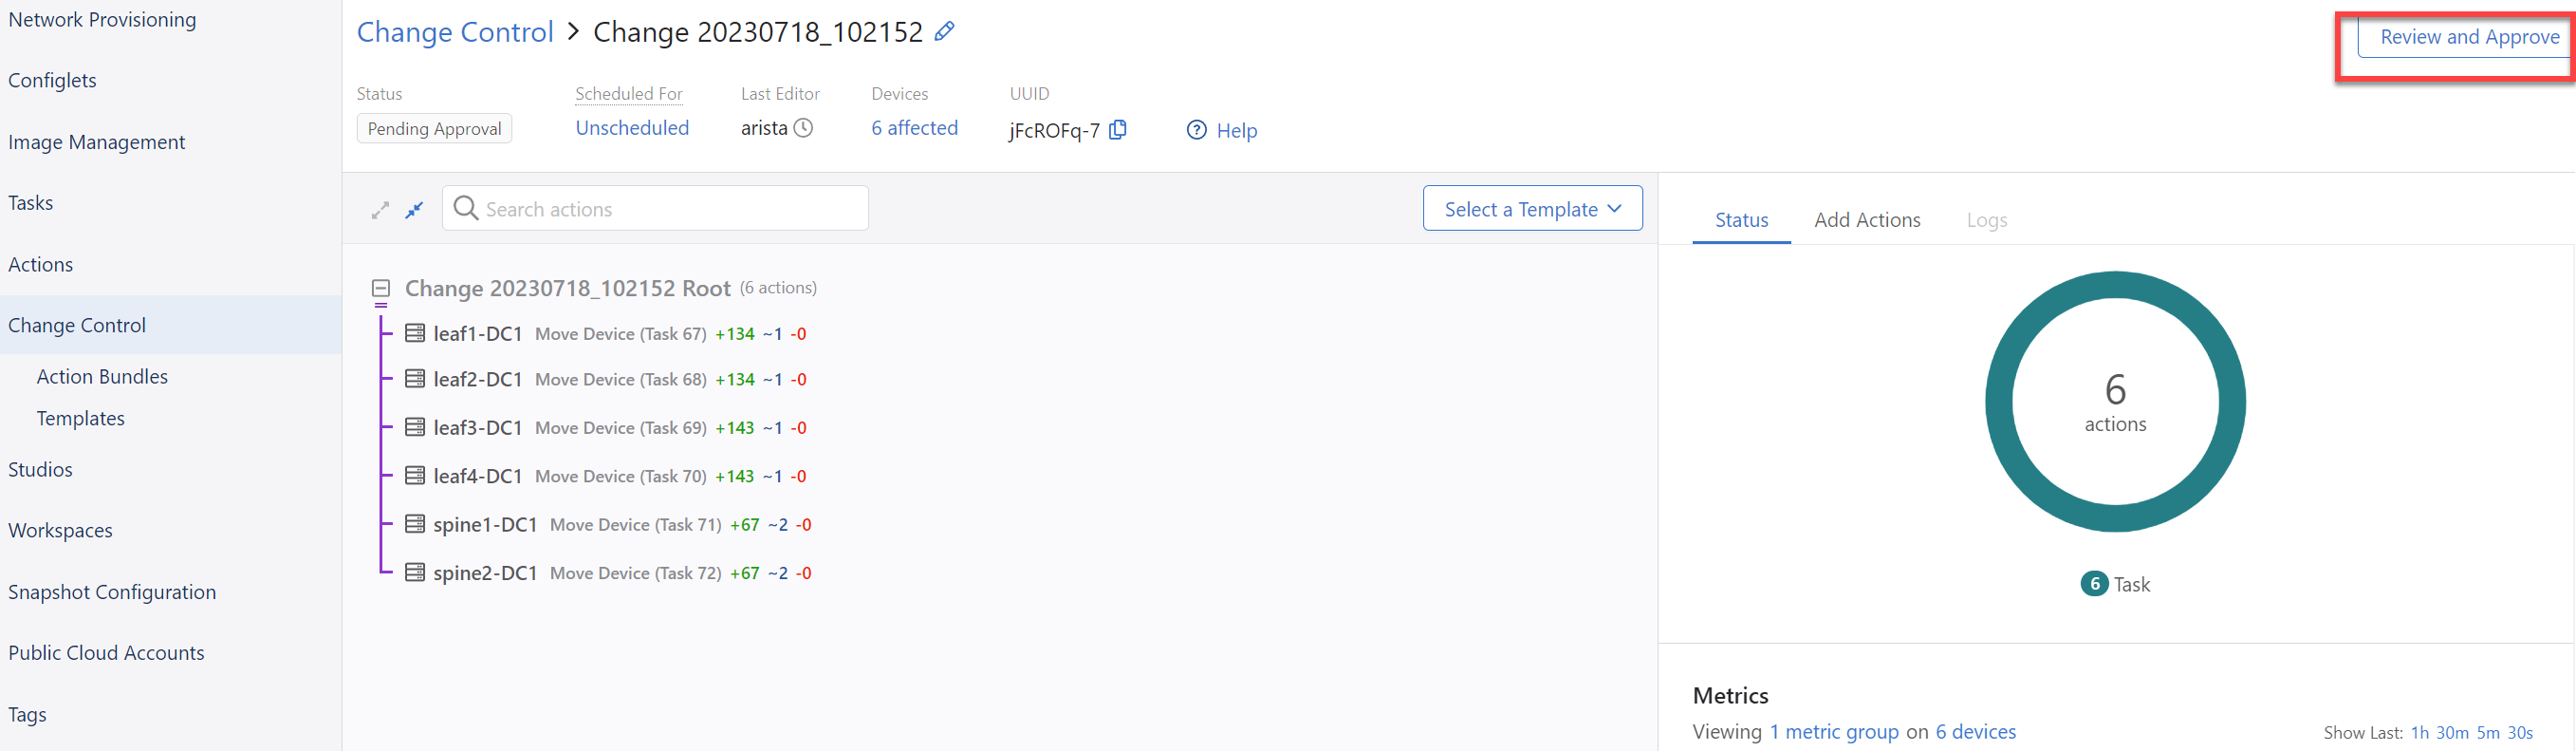 Network Provisioning
Configlets
Image Management
Tasks
Actions
Change Control
Action Bundles
Templates
Studios
Workspaces
Snapshot Configuration
Public Cloud Accounts
Tags
Change Control > Change 20230718_102152
Review and Approve
Status Scheduled For Last Editor Devices UUID
Pending Approval Unscheduled arista 6 affected jFcROFq-7 Help
Search actions
Select a Template
Change 20230718_102152 Root (6 actions)
leaf1-DC1 Move Device (Task 67) +134 ~1 -0
leaf2-DC1 Move Device (Task 68) +134 ~1 -0
leaf3-DC1 Move Device (Task 69) +143 ~1 -0
leaf4-DC1 Move Device (Task 70) +143 ~1 -0
spine1-DC1 Move Device (Task 71) +67 ~2 -0
spine2-DC1 Move Device (Task 72) +67 ~2 -0
Status Add Actions Logs
6
actions
6 Task
Metrics
Viewing 1 metric group on 6 devices
Show Last: 1h 30m 5m 30s